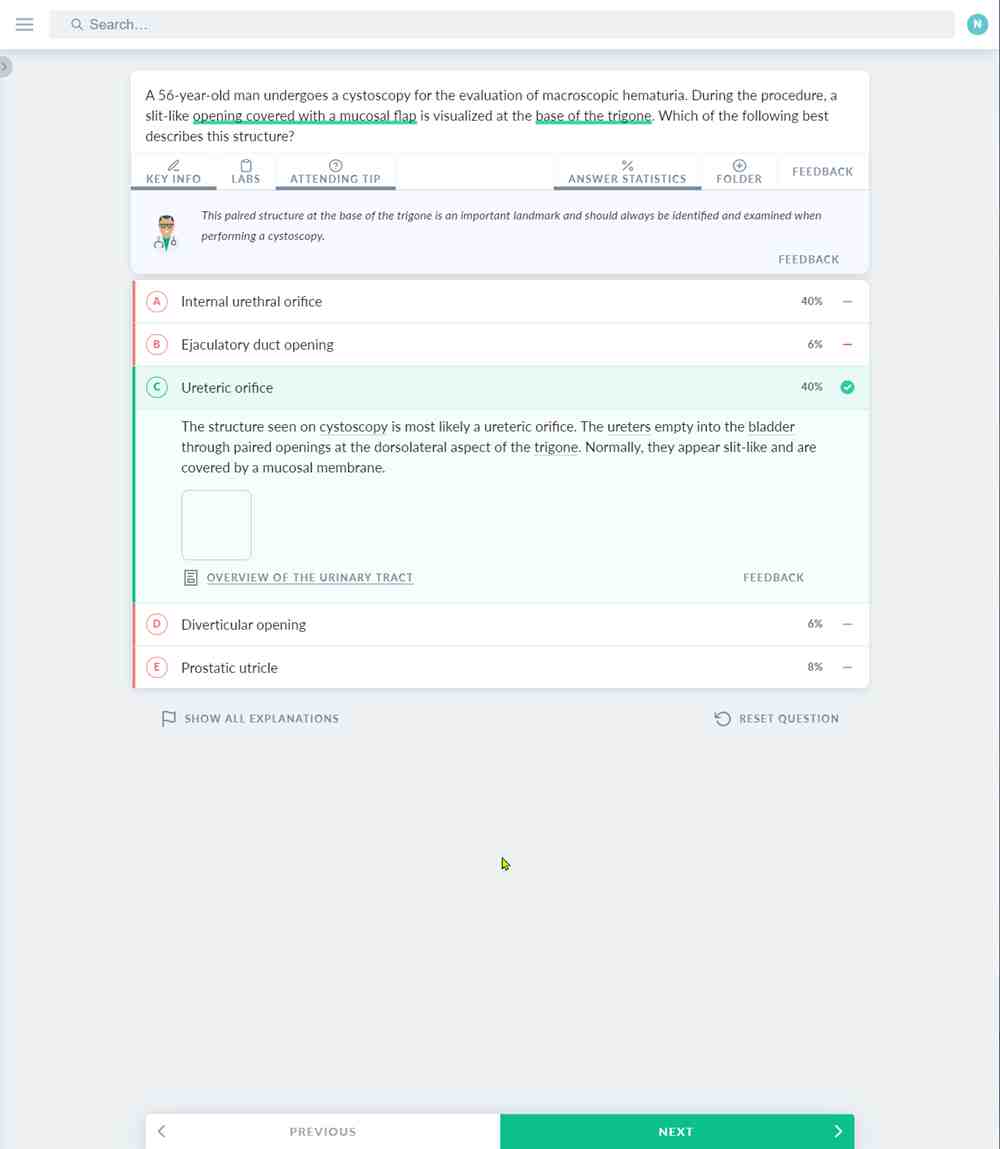 Search...
N
A 56-year-old man undergoes a cystoscopy for the evaluation of macroscopic hematuria. During the procedure, a
slit-like opening covered with a mucosal flap is visualized at the base of the trigone. Which of the following best
describes this structure?
KEY INFO
LABS
ATTENDING TIP
ANSWER STATISTICS
FOLDER
FEEDBACK
This paired structure at the base of the trigone is an important landmark and should always be identified and examined when
performing a cystoscopy.
FEEDBACK
A Internal urethral orifice 40% –
B Ejaculatory duct opening 6% –
C Ureteric orifice 40%
The structure seen on cystoscopy is most likely a ureteric orifice. The ureters empty into the bladder
through paired openings at the dorsolateral aspect of the trigone. Normally, they appear slit-like and are
covered by a mucosal membrane.
OVERVIEW OF THE URINARY TRACT
FEEDBACK
D Diverticular opening 6% –
E Prostatic utricle 8% –
SHOW ALL EXPLANATIONS
RESET QUESTION
PREVIOUS
NEXT